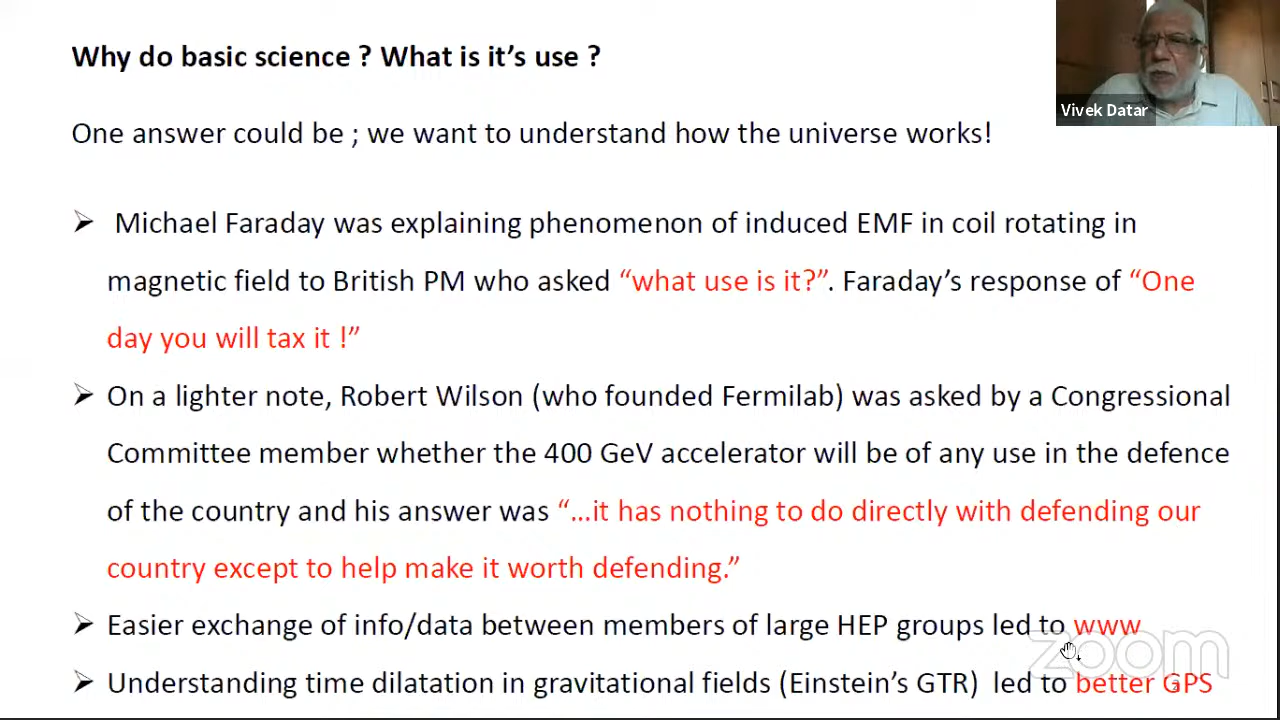 Why do basic science ? What is it’s use ?
Vivek Datar
One answer could be ; we want to understand how the universe works!
➢ Michael Faraday was explaining phenomenon of induced EMF in coil rotating in
magnetic field to British PM who asked “what use is it?”. Faraday’s response of “One
day you will tax it !”
➢ On a lighter note, Robert Wilson (who founded Fermilab) was asked by a Congressional
Committee member whether the 400 GeV accelerator will be of any use in the defence
of the country and his answer was “…it has nothing to do directly with defending our
country except to help make it worth defending.”
➢ Easier exchange of info/data between members of large HEP groups led to www
zoom
➢ Understanding time dilatation in gravitational fields (Einstein’s GTR) led to better GPS